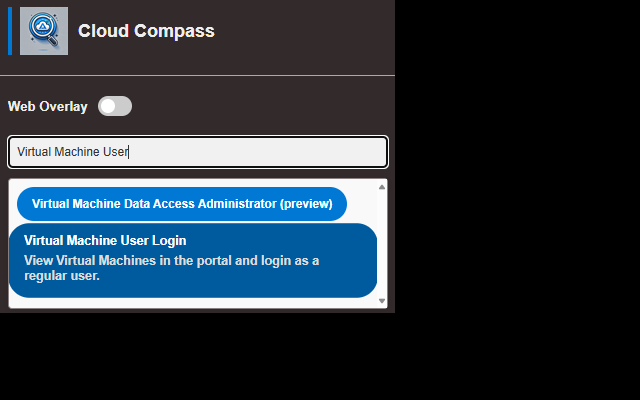 Cloud Compass
Web Overlay
Virtual Machine User
Virtual Machine Data Access Administrator (preview)
Virtual Machine User Login
View Virtual Machines in the portal and login as a
regular user.